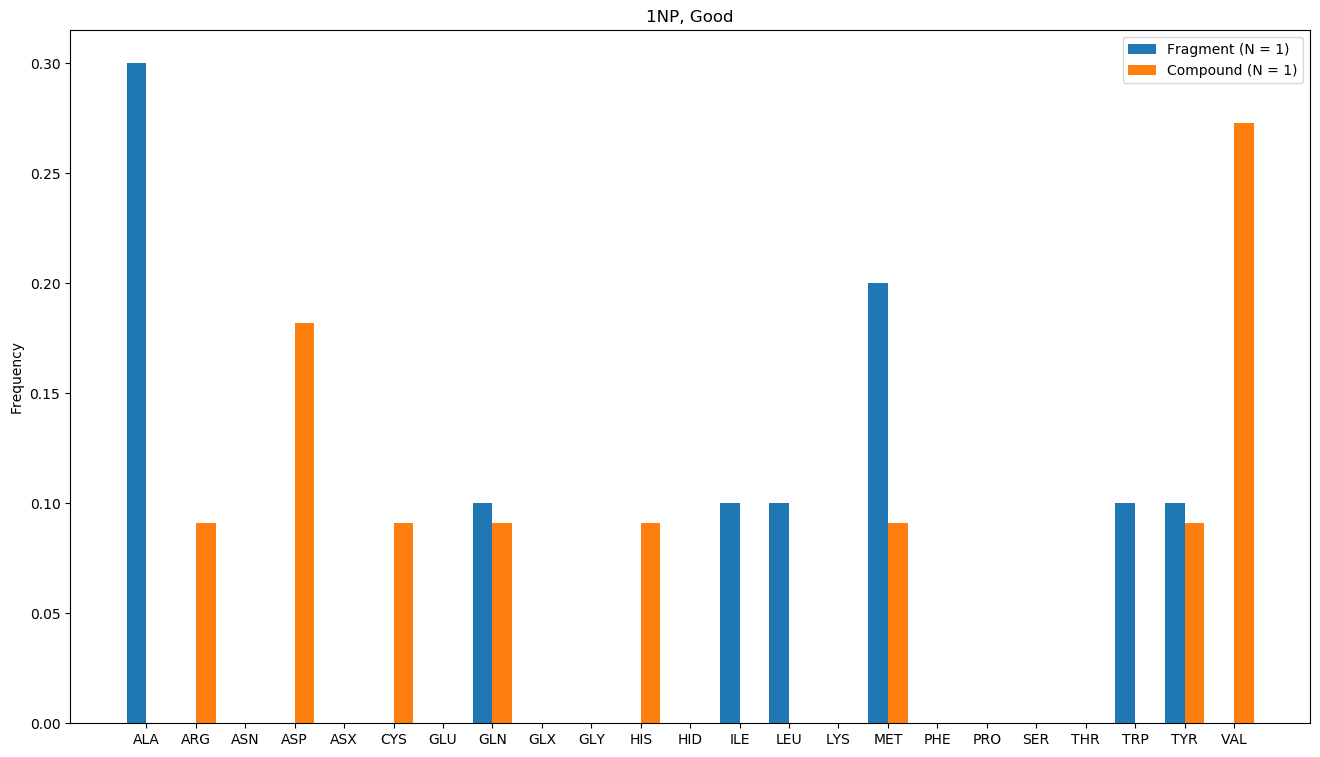 1NP, Good
Fragment (N = 1)
Compound (N = 1)
Frequency
0.30
0.25
0.20
0.15
0.10
0.05
0.00
ALA ARG ASN ASP ASX CYS GLU GLN GLX GLY HIS HID ILE LEU LYS MET PHE PRO SER THR TRP TYR VAL